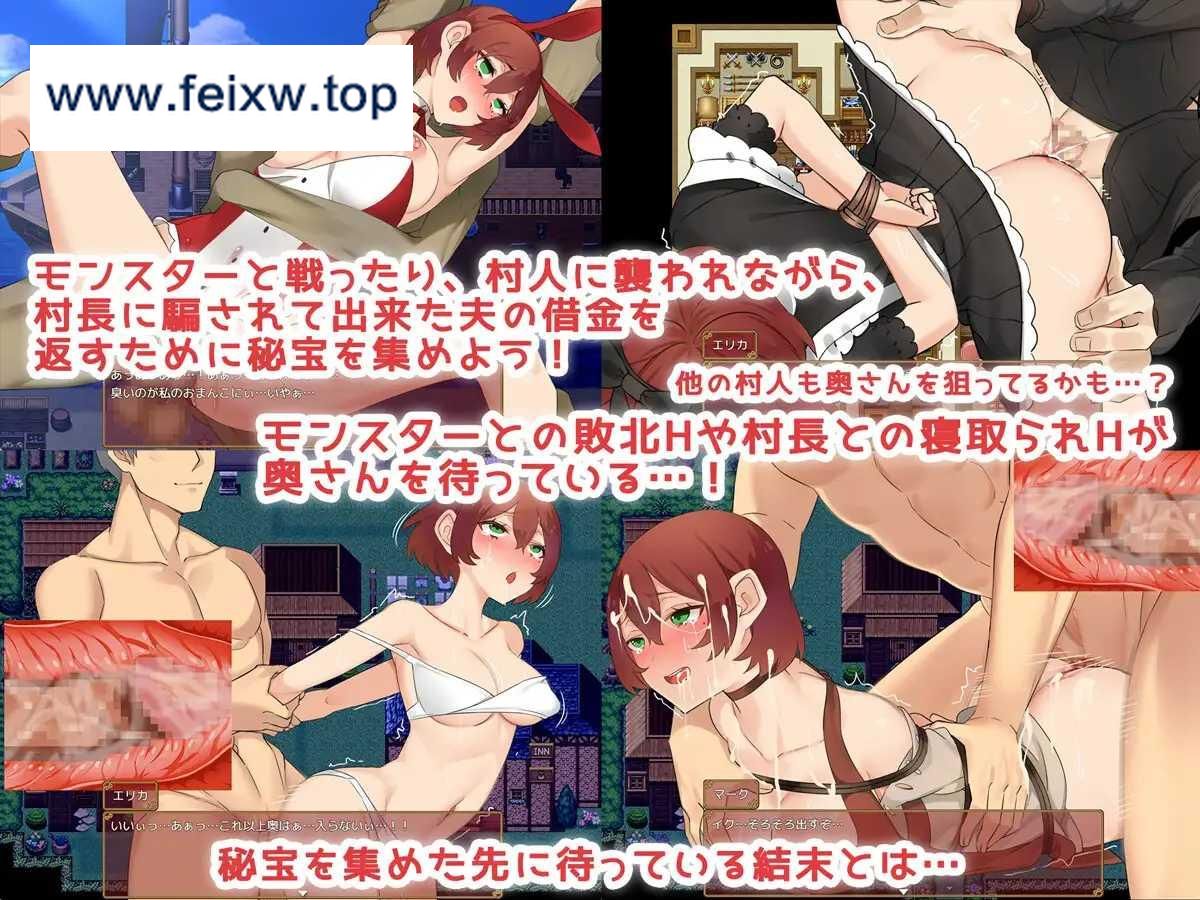 www.feixw.top
モンスターと戦ったり、村人に襲われながら、
村長に騙されて出来た夫の借金を
返すために秘宝を集めよう！
臭いのが私のおまんこにぃ…いやぁ…
エリカ
他の村人も奥さんを狙ってるかも…？
モンスターとの敗北Hや村長との寝取られHが
奥さんを待っている…！
INN
エリカ
いいぃっ…あぁっ…これ以上奥はぁ…入らないぃ…！！
マーク
イク…そろそろ出すぞ…
秘宝を集めた先に待っている結末とは…